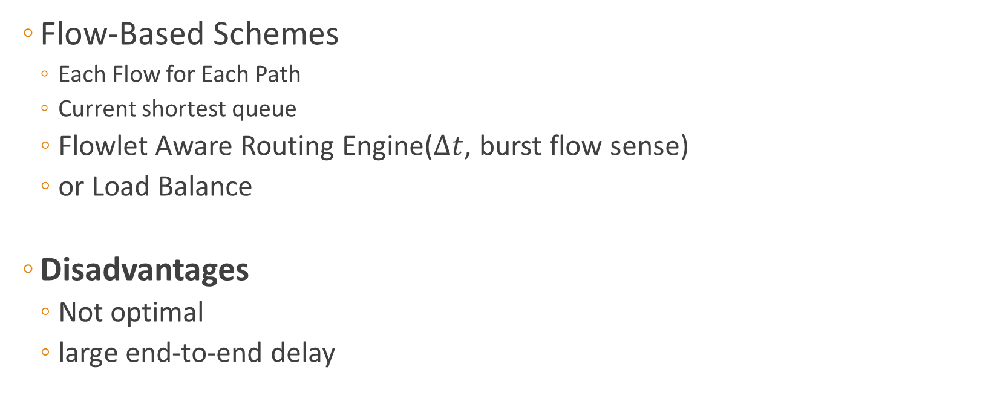 ◦ Flow-Based Schemes
◦ Each Flow for Each Path
◦ Current shortest queue
◦ Flowlet Aware Routing Engine(Δ𝑡, burst flow sense)
◦ or Load Balance
◦ Disadvantages
◦ Not optimal
◦ large end-to-end delay